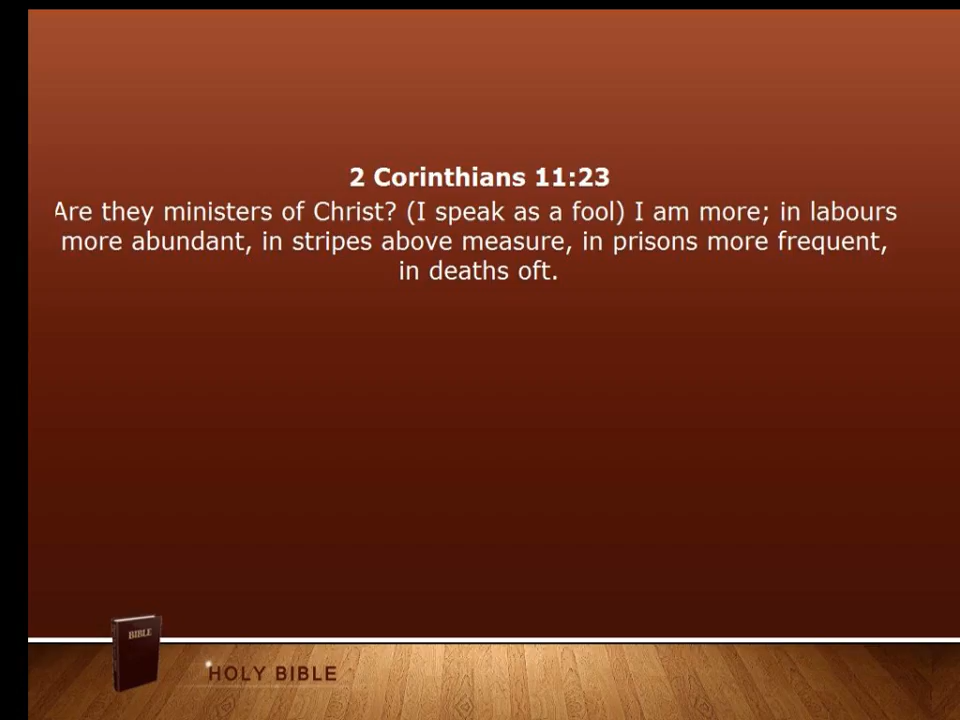 2 Corinthians 11:23
Are they ministers of Christ? (I speak as a fool) I am more; in labours
more abundant, in stripes above measure, in prisons more frequent,
in deaths oft.
BIBLE
HOLY BIBLE